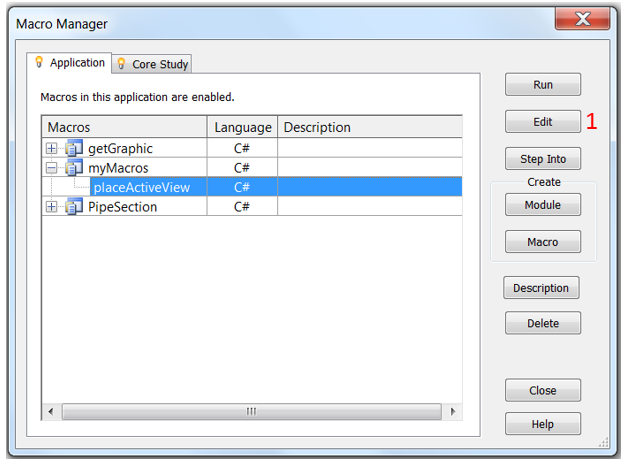 Macro Manager
Application
Core Study
Macros in this application are enabled.
Macros Language Description
getGraphic C#
myMacros C#
placeActiveView C#
PipeSection C#
Run
Edit 1
Step Into
Create
Module
Macro
Description
Delete
Close
Help